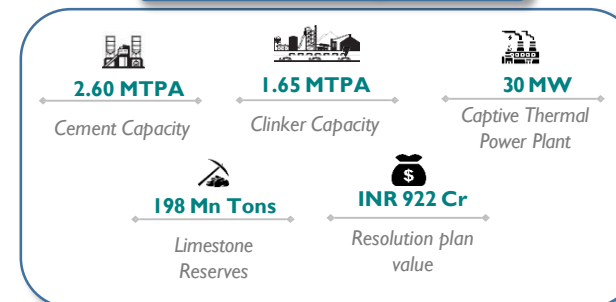 2.60 MTPA
Cement Capacity
1.65 MTPA
Clinker Capacity
30 MW
Captive Thermal
Power Plant
198 Mn Tons
Limestone
Reserves
$
INR 922 Cr
Resolution plan
value